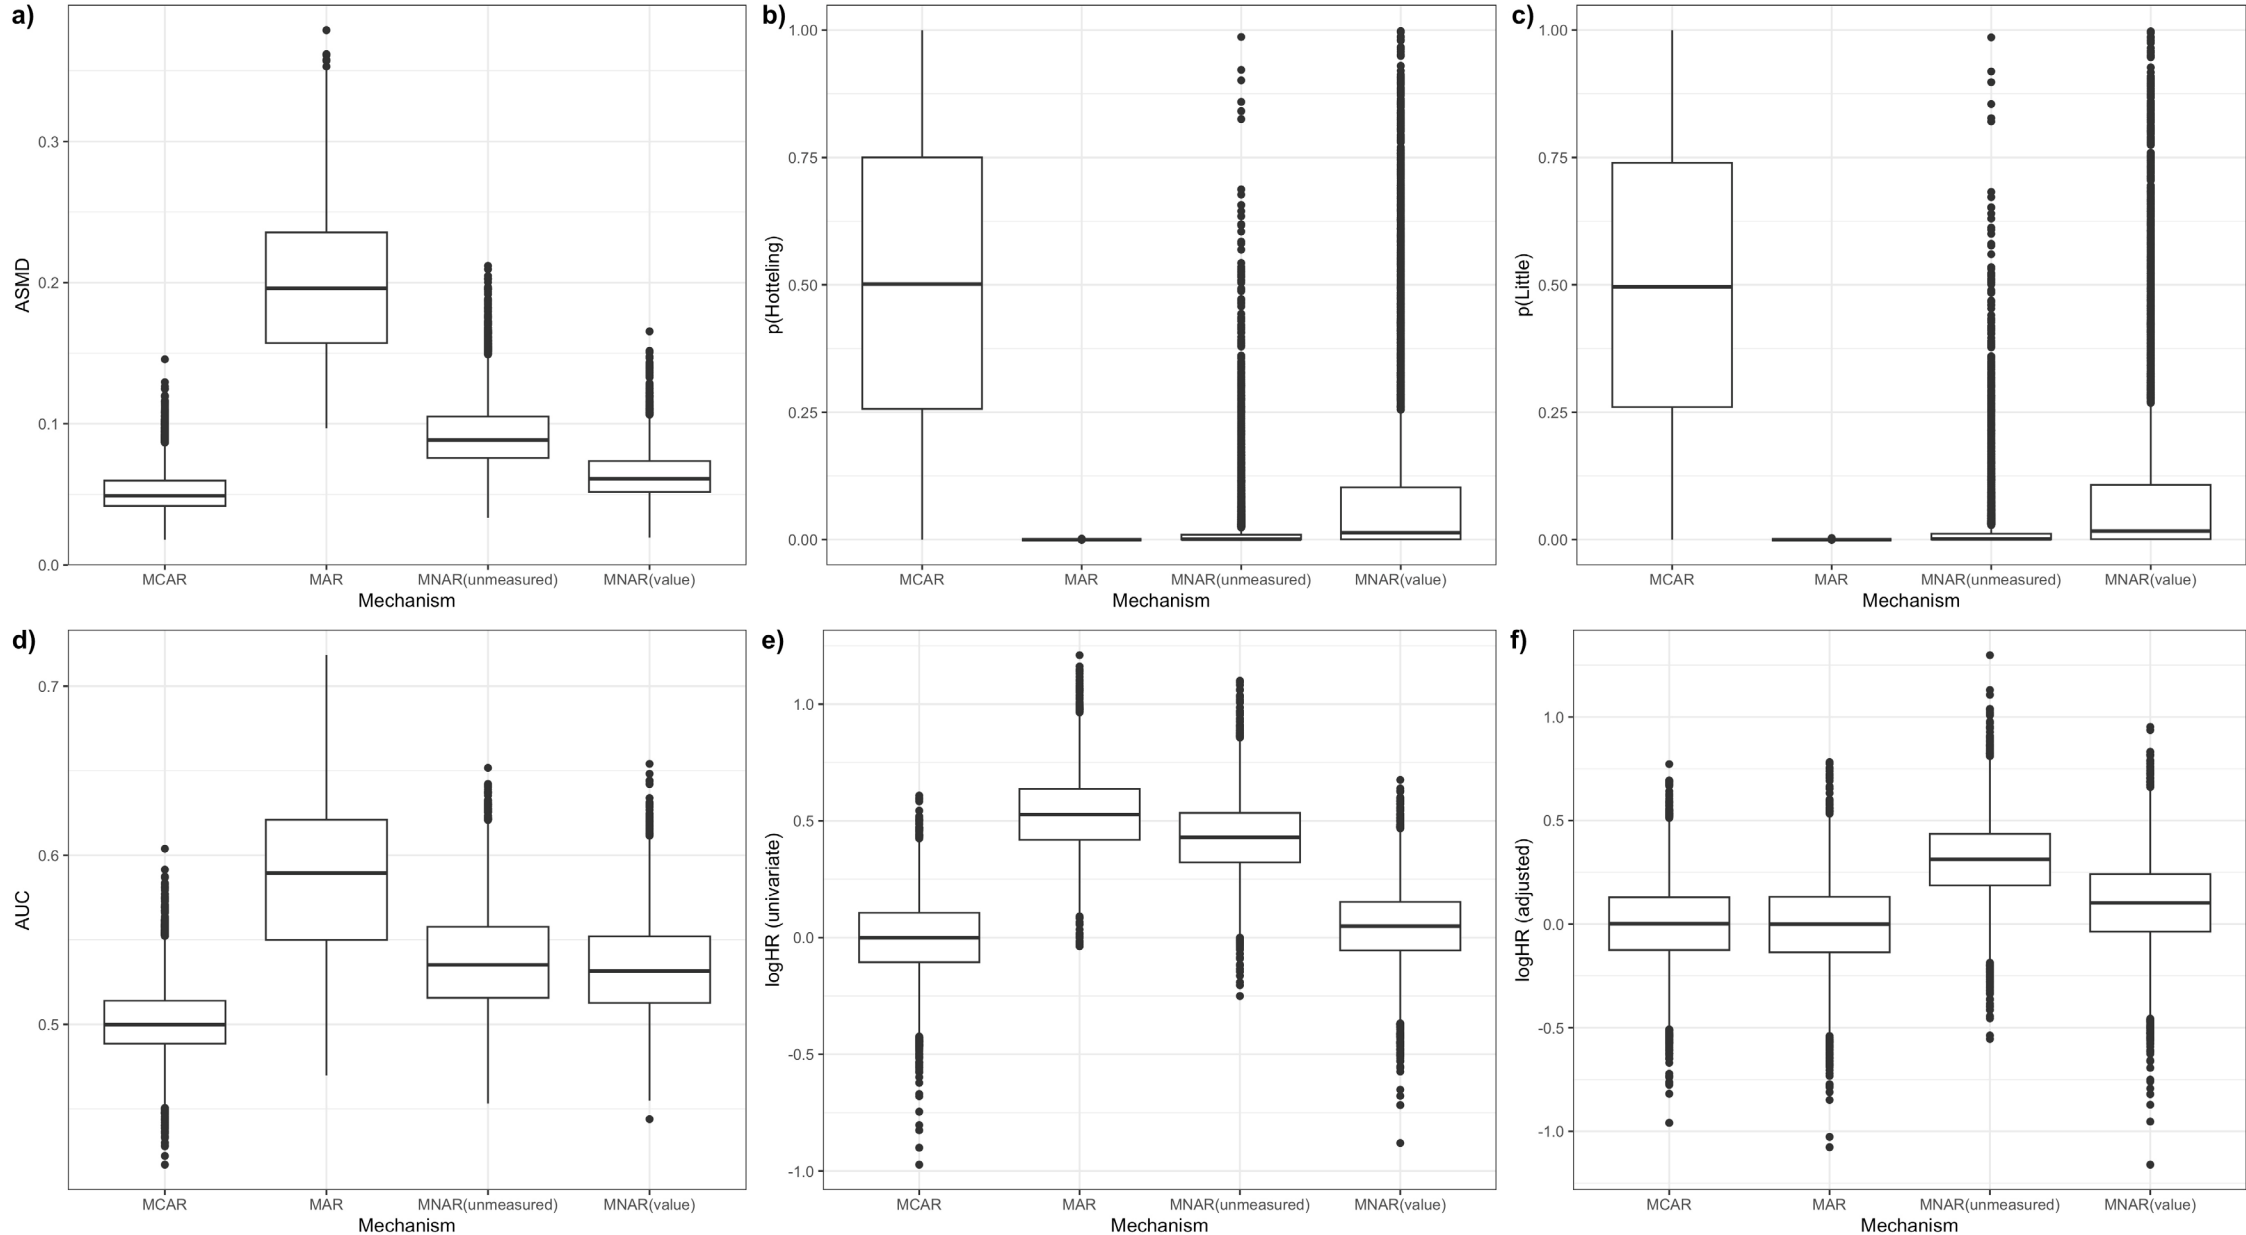 a)
ASMD
0.3
0.2
0.1
0.0
MCAR MAR MNAR(unmeasured) MNAR(value)
Mechanism
b)
p(Hotteling)
1.00
0.75
0.50
0.25
0.00
MCAR MAR MNAR(unmeasured) MNAR(value)
Mechanism
c)
p(Little)
1.00
0.75
0.50
0.25
0.00
MCAR MAR MNAR(unmeasured) MNAR(value)
Mechanism
d)
AUC
0.7
0.6
0.5
MCAR MAR MNAR(unmeasured) MNAR(value)
Mechanism
e)
logHR (univariate)
1.0
0.5
0.0
-0.5
-1.0
MCAR MAR MNAR(unmeasured) MNAR(value)
Mechanism
f)
logHR (adjusted)
1.0
0.5
0.0
-0.5
-1.0
MCAR MAR MNAR(unmeasured) MNAR(value)
Mechanism